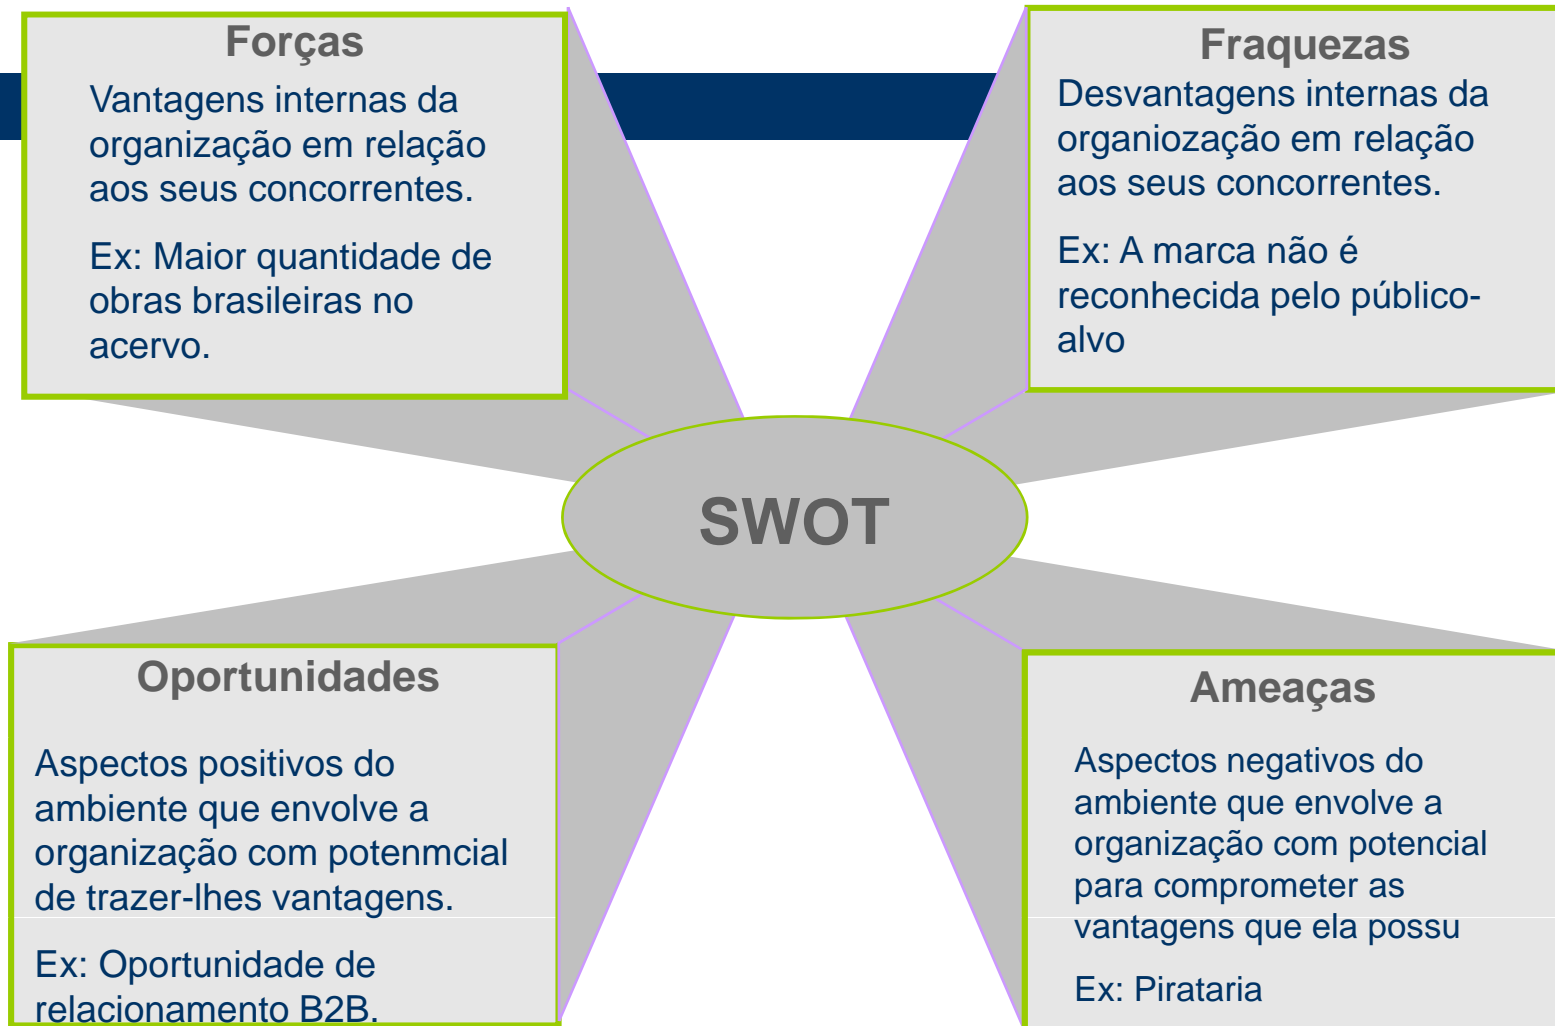 Forças
Vantagens internas da
organização em relação
aos seus concorrentes.
Ex: Maior quantidade de
obras brasileiras no
acervo.
Fraquezas
Desvantagens internas da
organiozação em relação
aos seus concorrentes.
Ex: A marca não é
reconhecida pelo público-
alvo
SWOT
Oportunidades
Aspectos positivos do
ambiente que envolve a
organização com potenmcial
de trazer-lhes vantagens.
Ex: Oportunidade de
relacionamento B2B.
Ameaças
Aspectos negativos do
ambiente que envolve a
organização com potencial
para comprometer as
vantagens que ela possu
Ex: Pirataria